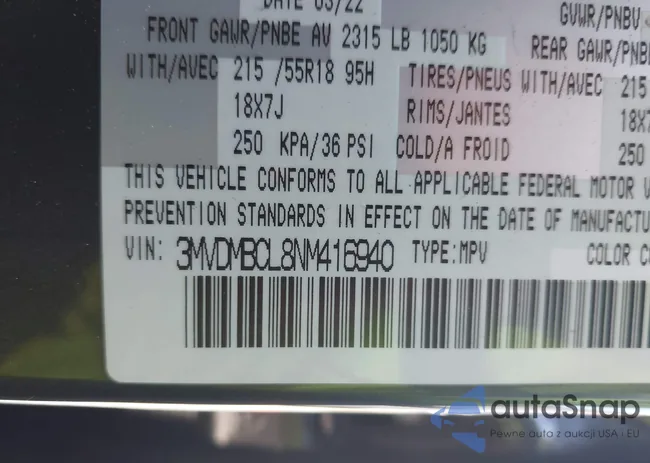 DATE 03/22
GVWR/PNBV
FRONT GAWR/PNBE AV 2315 LB 1050 KG
REAR GAWR/PNB
WITH/AVEC 215 /55R18 95H TIRES/PNEUS WITH/AVEC 215
18X7J RIMS/JANTES 18X7
250 KPA/36 PSI COLD/A FROID 250
THIS VEHICLE CONFORMS TO ALL APPLICABLE FEDERAL MOTOR V
PREVENTION STANDARDS IN EFFECT ON THE DATE OF MANUFACTU
VIN: 3MVDMBCL8NM416940 TYPE:MPV COLOR CO
autaSnap
Pewne auta z aukcji USA i EU